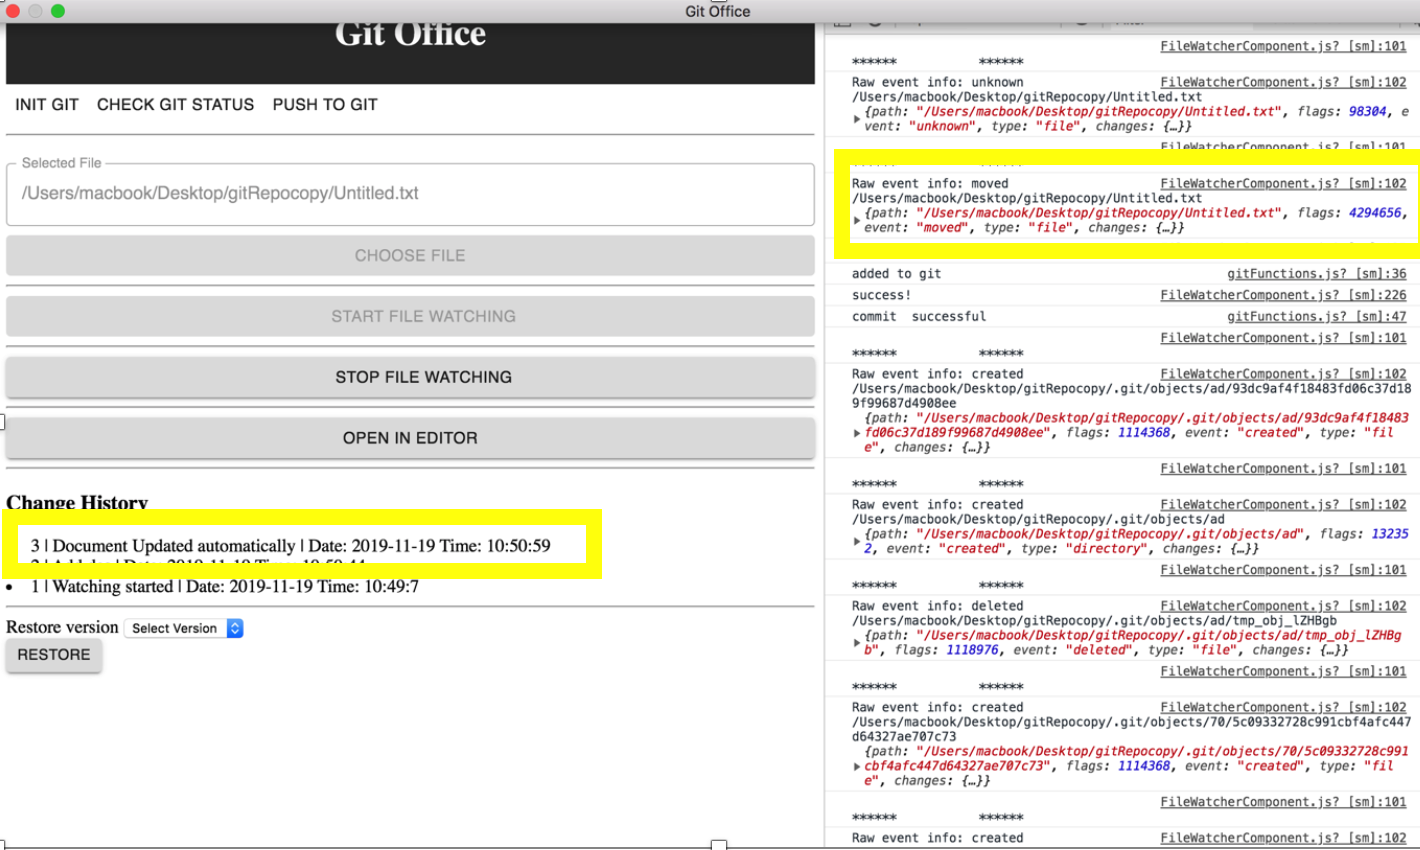 Git Office
Git Office
INIT GIT CHECK GIT STATUS PUSH TO GIT
Selected File
/Users/macbook/Desktop/gitRepocopy/Untitled.txt
CHOOSE FILE
START FILE WATCHING
STOP FILE WATCHING
OPEN IN EDITOR
Change History
3 | Document Updated automatically | Date: 2019-11-19 Time: 10:50:59
1 | Watching started | Date: 2019-11-19 Time: 10:49:7
Restore version Select Version
RESTORE
FileWatcherComponent.js? [sm]:101
****** ******
Raw event info: unknown FileWatcherComponent.js? [sm]:102
/Users/macbook/Desktop/gitRepocopy/Untitled.txt
{path: "/Users/macbook/Desktop/gitRepocopy/Untitled.txt", flags: 98304, e
vent: "unknown", type: "file", changes: {…}}
FileWatcherComponent.js? [sm]:101
Raw event info: moved FileWatcherComponent.js? [sm]:102
/Users/macbook/Desktop/gitRepocopy/Untitled.txt
{path: "/Users/macbook/Desktop/gitRepocopy/Untitled.txt", flags: 4294656,
event: "moved", type: "file", changes: {…}}
added to git gitFunctions.js? [sm]:36
success! FileWatcherComponent.js? [sm]:226
commit successful gitFunctions.js? [sm]:47
FileWatcherComponent.js? [sm]:101
****** ******
Raw event info: created FileWatcherComponent.js? [sm]:102
/Users/macbook/Desktop/gitRepocopy/.git/objects/ad/93dc9af4f18483fd06c37d18
9f99687d4908ee
{path: "/Users/macbook/Desktop/gitRepocopy/.git/objects/ad/93dc9af4f18483
fd06c37d189f99687d4908ee", flags: 1114368, event: "created", type: "fil
e", changes: {…}}
FileWatcherComponent.js? [sm]:101
****** ******
Raw event info: created FileWatcherComponent.js? [sm]:102
/Users/macbook/Desktop/gitRepocopy/.git/objects/ad
{path: "/Users/macbook/Desktop/gitRepocopy/.git/objects/ad", flags: 13235
2, event: "created", type: "directory", changes: {…}}
FileWatcherComponent.js? [sm]:101
****** ******
Raw event info: deleted FileWatcherComponent.js? [sm]:102
/Users/macbook/Desktop/gitRepocopy/.git/objects/ad/tmp_obj_lZHBgb
{path: "/Users/macbook/Desktop/gitRepocopy/.git/objects/ad/tmp_obj_lZHBg
b", flags: 1118976, event: "deleted", type: "file", changes: {…}}
FileWatcherComponent.js? [sm]:101
****** ******
Raw event info: created FileWatcherComponent.js? [sm]:102
/Users/macbook/Desktop/gitRepocopy/.git/objects/70/5c09332728c991cbf4afc447
d64327ae707c73
{path: "/Users/macbook/Desktop/gitRepocopy/.git/objects/70/5c09332728c991
cbf4afc447d64327ae707c73", flags: 1114368, event: "created", type: "fil
e", changes: {…}}
FileWatcherComponent.js? [sm]:101
****** ******
Raw event info: created FileWatcherComponent.js? [sm]:102